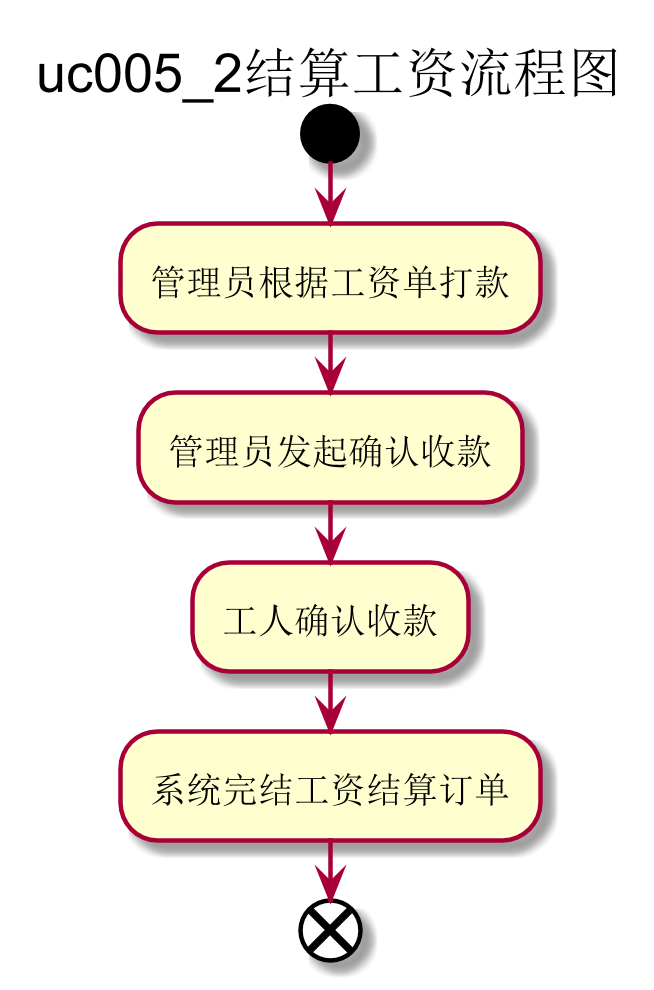 uc005_2结算工资流程图
管理员根据工资单打款
管理员发起确认收款
工人确认收款
系统完结工资结算订单